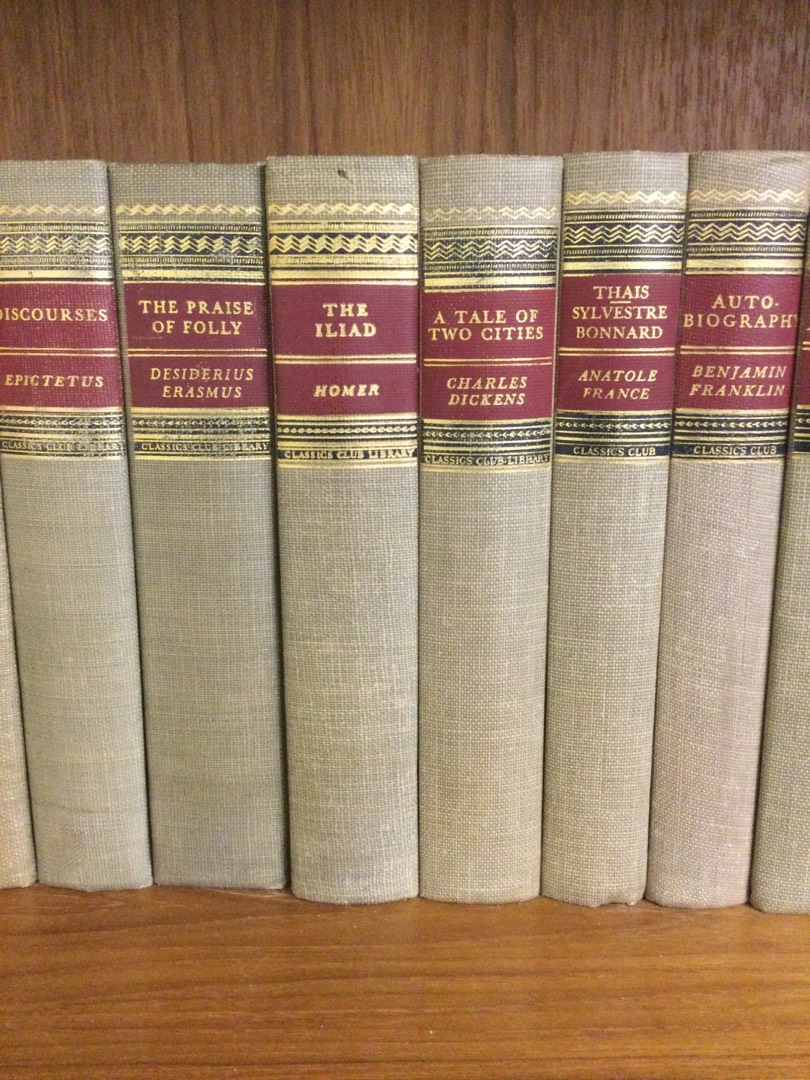 DISCOURSES
EPICTETUS
CLASSICS CLUB LIBRARY
THE PRAISE
OF FOLLY
DESIDERIUS
ERASMUS
CLASSICS CLUB LIBRARY
THE
ILIAD
HOMER
CLASSICS CLUB LIBRARY
A TALE OF
TWO CITIES
CHARLES
DICKENS
CLASSICS CLUB LIBRARY
THAIS
SYLVESTRE
BONNARD
ANATOLE
FRANCE
CLASSICS CLUB
AUTO-
BIOGRAPHY
BENJAMIN
FRANKLIN
CLASSICS CLUB